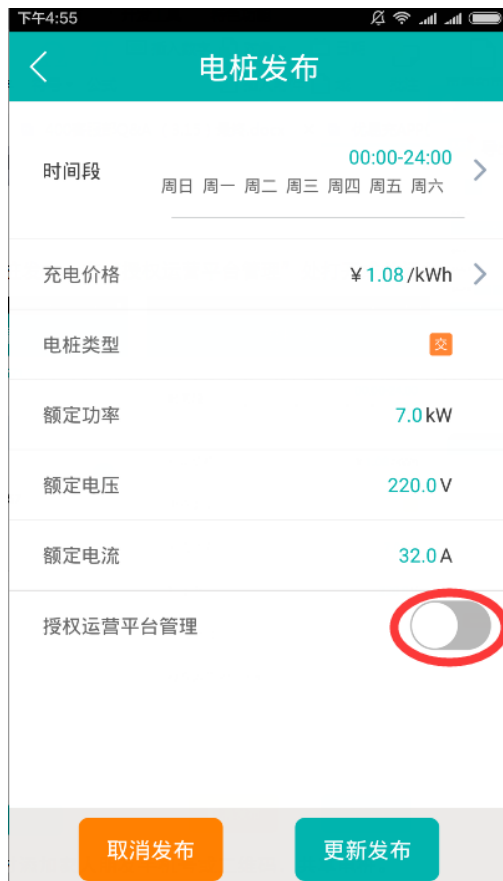 下午4:55
电桩发布
时间段
00:00-24:00
周日 周一 周二 周三 周四 周五 周六
充电价格
¥1.08/kWh
电桩类型
交
额定功率
7.0kW
额定电压
220.0V
额定电流
32.0A
授权运营平台管理
取消发布
更新发布